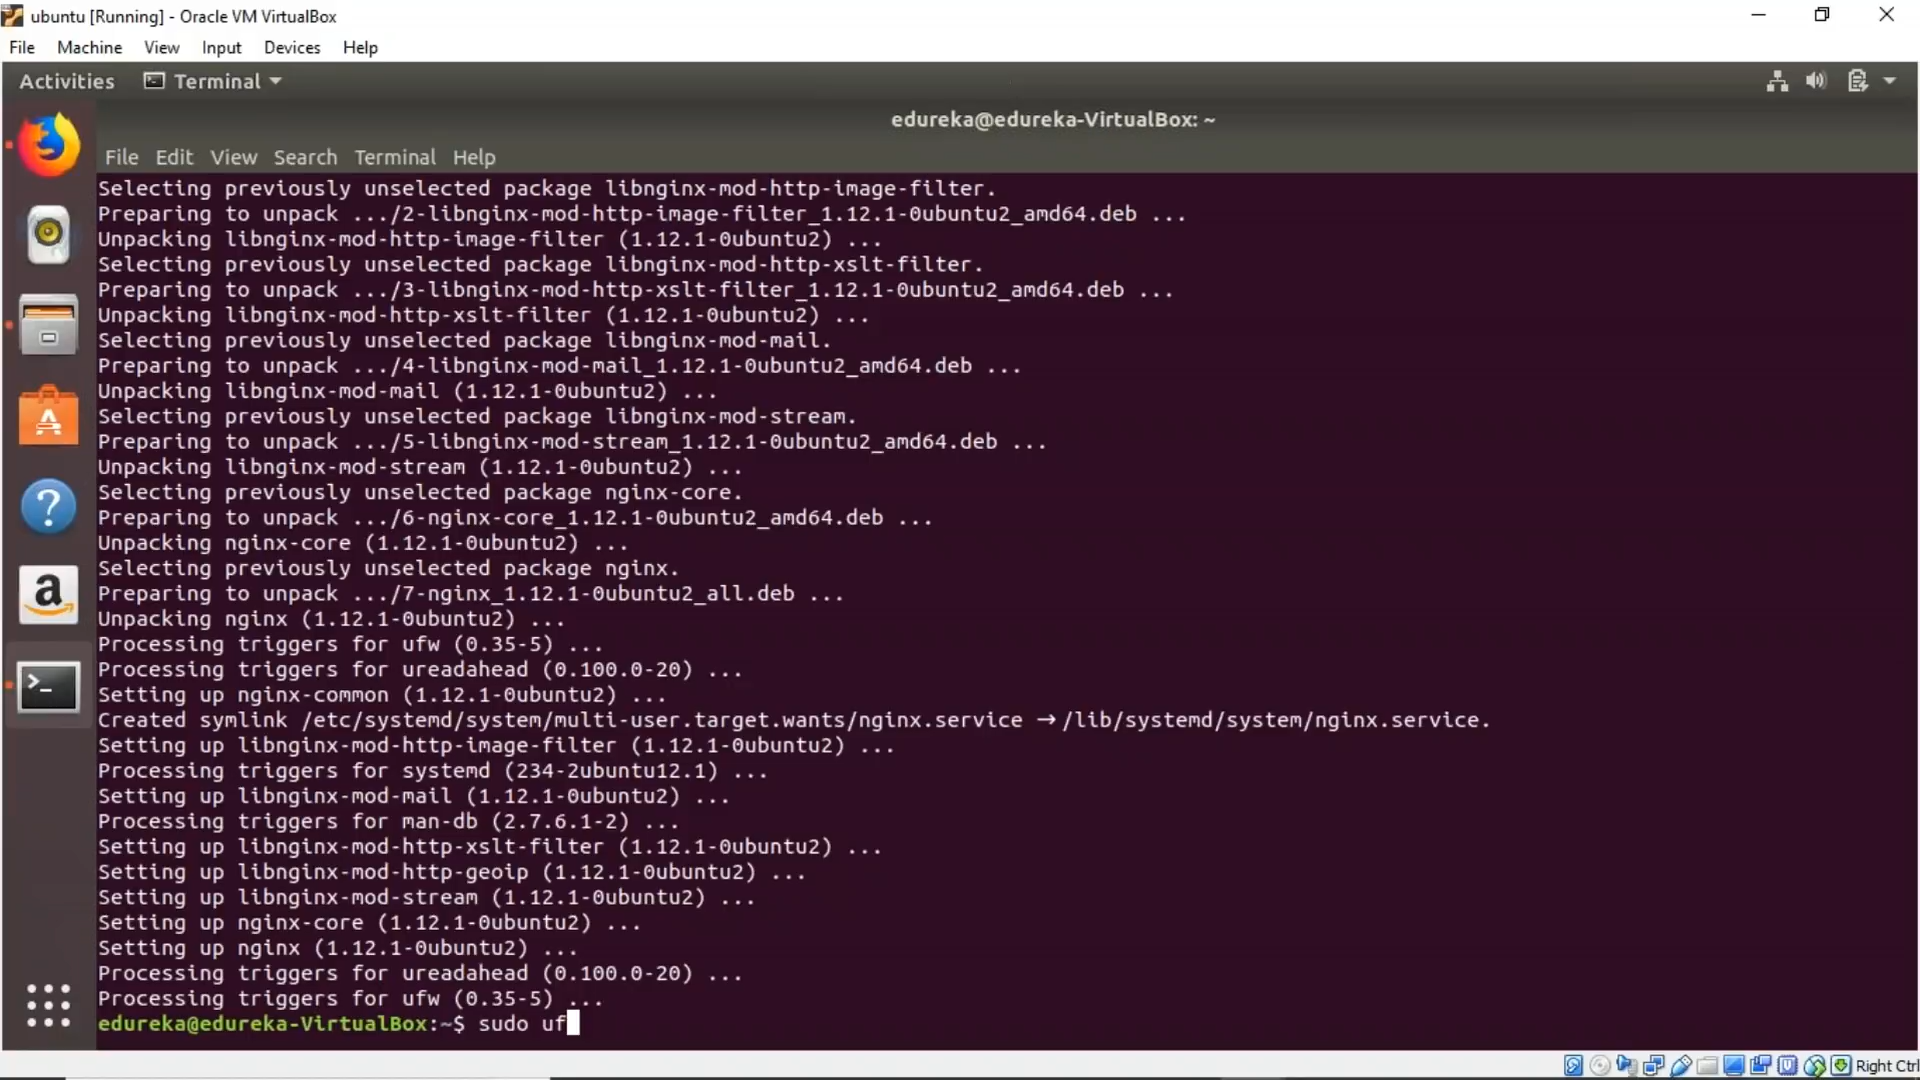 ubuntu [Running] - Oracle VM VirtualBox
File Machine View Input Devices Help
Activities Terminal
edureka@edureka-VirtualBox: ~
File Edit View Search Terminal Help
Selecting previously unselected package libnginx-mod-http-image-filter.
Preparing to unpack .../2-libnginx-mod-http-image-filter_1.12.1-0ubuntu2_amd64.deb ...
Unpacking libnginx-mod-http-image-filter (1.12.1-0ubuntu2) ...
Selecting previously unselected package libnginx-mod-http-xslt-filter.
Preparing to unpack .../3-libnginx-mod-http-xslt-filter_1.12.1-0ubuntu2_amd64.deb ...
Unpacking libnginx-mod-http-xslt-filter (1.12.1-0ubuntu2) ...
Selecting previously unselected package libnginx-mod-mail.
Preparing to unpack .../4-libnginx-mod-mail_1.12.1-0ubuntu2_amd64.deb ...
Unpacking libnginx-mod-mail (1.12.1-0ubuntu2) ...
Selecting previously unselected package libnginx-mod-stream.
Preparing to unpack .../5-libnginx-mod-stream_1.12.1-0ubuntu2_amd64.deb ...
Unpacking libnginx-mod-stream (1.12.1-0ubuntu2) ...
Selecting previously unselected package nginx-core.
Preparing to unpack .../6-nginx-core_1.12.1-0ubuntu2_amd64.deb ...
Unpacking nginx-core (1.12.1-0ubuntu2) ...
Selecting previously unselected package nginx.
Preparing to unpack .../7-nginx_1.12.1-0ubuntu2_all.deb ...
Unpacking nginx (1.12.1-0ubuntu2) ...
Processing triggers for ufw (0.35-5) ...
Processing triggers for ureadahead (0.100.0-20) ...
Setting up nginx-common (1.12.1-0ubuntu2) ...
Created symlink /etc/systemd/system/multi-user.target.wants/nginx.service → /lib/systemd/system/nginx.service.
Setting up libnginx-mod-http-image-filter (1.12.1-0ubuntu2) ...
Processing triggers for systemd (234-2ubuntu12.1) ...
Setting up libnginx-mod-mail (1.12.1-0ubuntu2) ...
Processing triggers for man-db (2.7.6.1-2) ...
Setting up libnginx-mod-http-xslt-filter (1.12.1-0ubuntu2) ...
Setting up libnginx-mod-http-geoip (1.12.1-0ubuntu2) ...
Setting up libnginx-mod-stream (1.12.1-0ubuntu2) ...
Setting up nginx-core (1.12.1-0ubuntu2) ...
Setting up nginx (1.12.1-0ubuntu2) ...
Processing triggers for ureadahead (0.100.0-20) ...
Processing triggers for ufw (0.35-5) ...
edureka@edureka-VirtualBox:~$ sudo uf
Right Ctrl